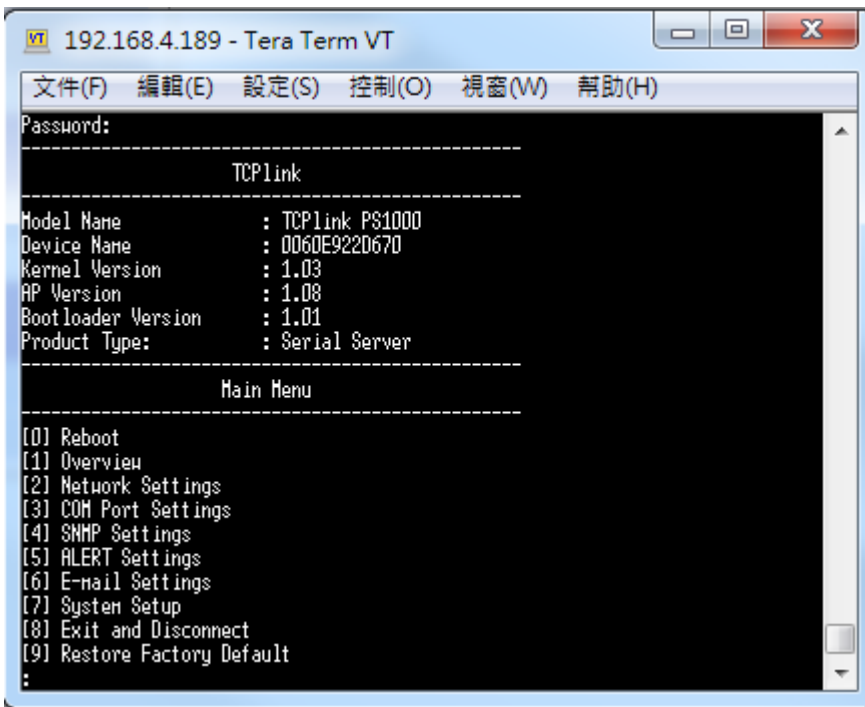 VT 192.168.4.189 - Tera Term VT
文件(F) 編輯(E) 設定(S) 控制(O) 視窗(W) 幫助(H)
Password:
--------------------------------------------------
TCPlink
--------------------------------------------------
Model Name : TCPlink PS1000
Device Name : 0060E922D670
Kernel Version : 1.03
AP Version : 1.08
Bootloader Version : 1.01
Product Type: : Serial Server
--------------------------------------------------
Main Menu
--------------------------------------------------
[0] Reboot
[1] Overview
[2] Network Settings
[3] COM Port Settings
[4] SNMP Settings
[5] ALERT Settings
[6] E-mail Settings
[7] System Setup
[8] Exit and Disconnect
[9] Restore Factory Default
: